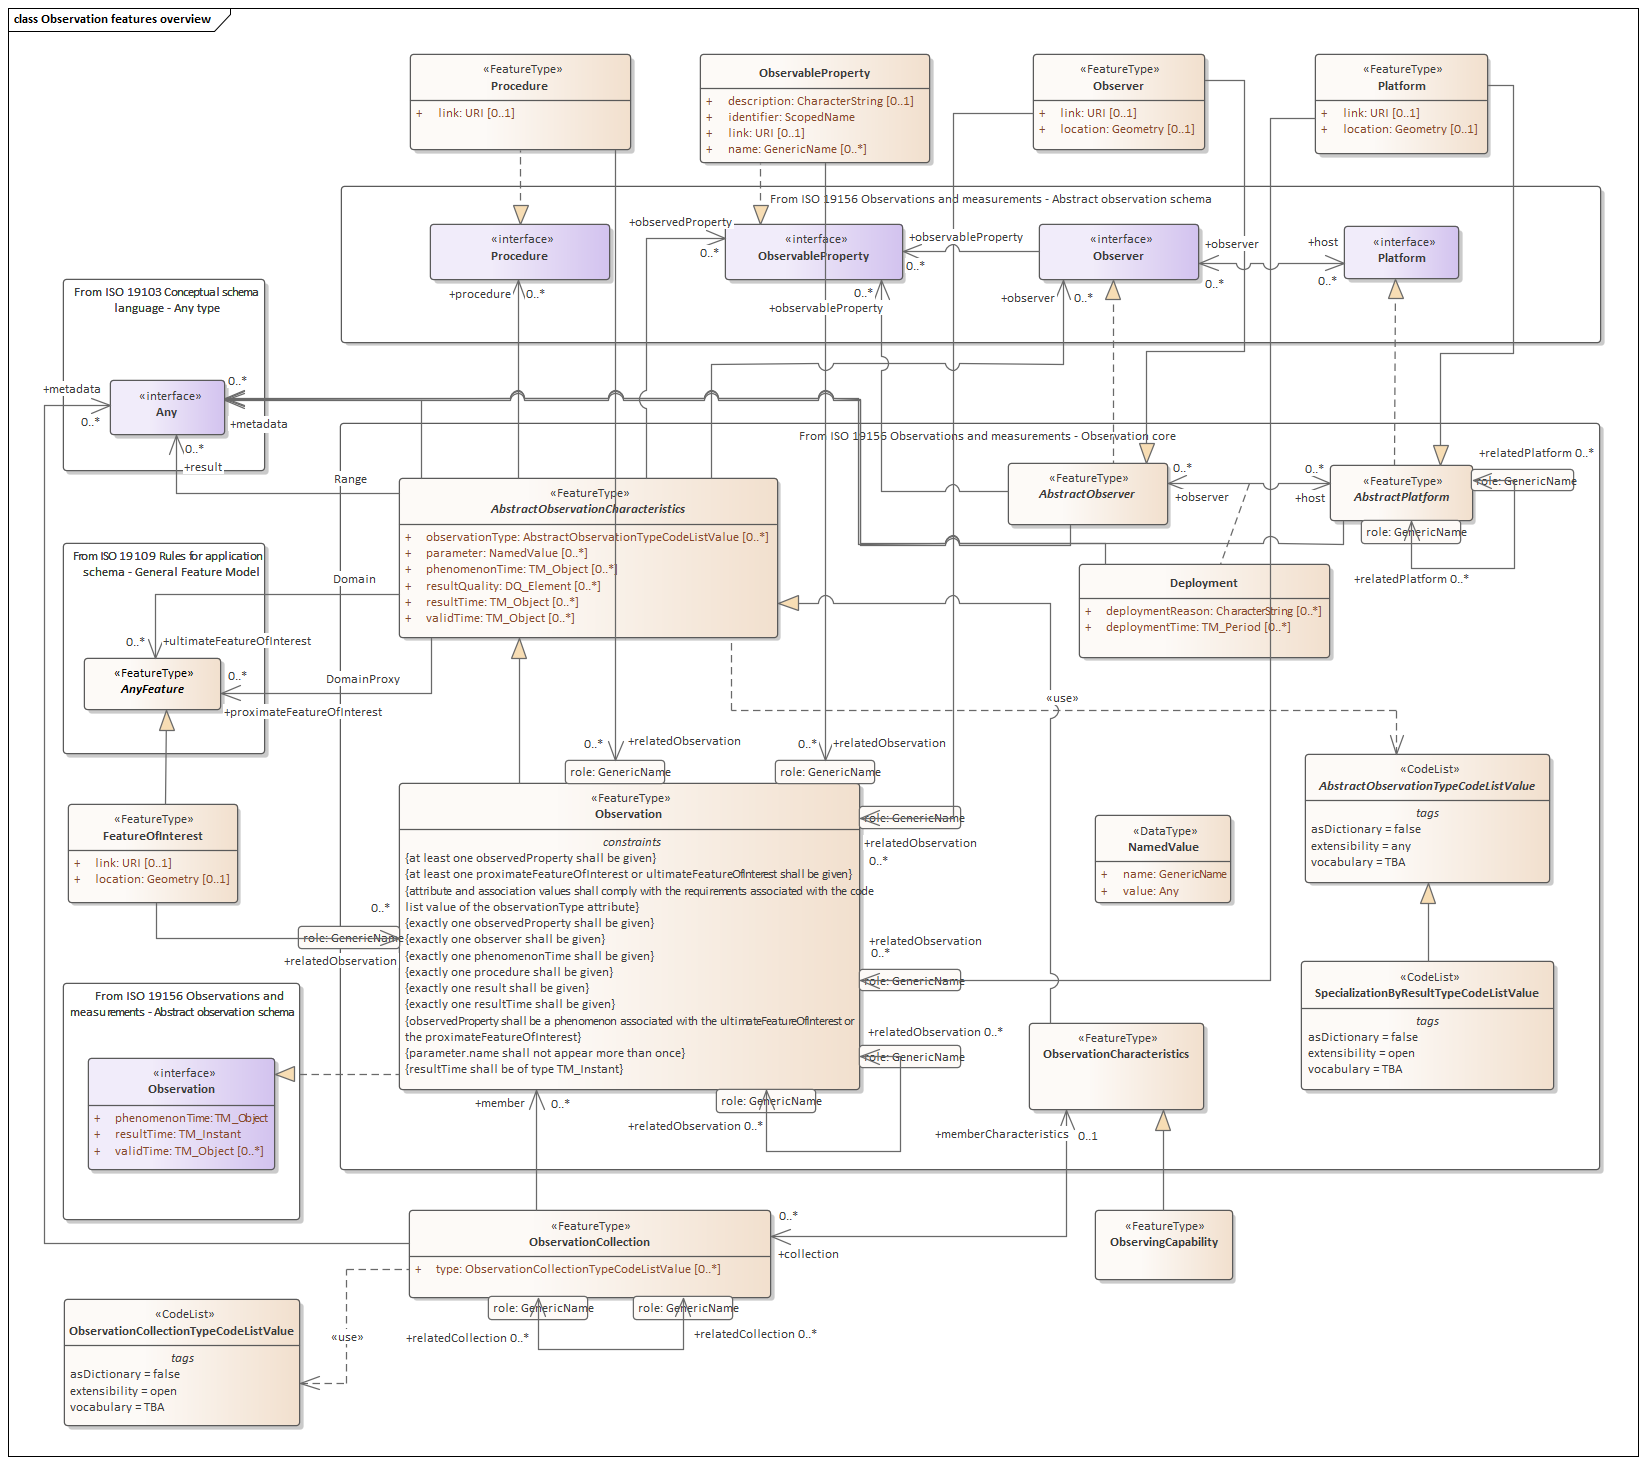 class Observation features overview
«FeatureType»
Procedure
+ link: URI [0..1]
ObservableProperty
+ description: CharacterString [0..1]
+ identifier: ScopedName
+ link: URI [0..1]
+ name: GenericName [0..*]
«FeatureType»
Observer
+ link: URI [0..1]
+ location: Geometry [0..1]
«FeatureType»
Platform
+ link: URI [0..1]
+ location: Geometry [0..1]
From ISO 19156 Observations and measurements - Abstract observation schema
«interface»
Procedure
+procedure 0..*
+observedProperty
0..*
«interface»
ObservableProperty
+observableProperty
0..*
0..*
+observableProperty
«interface»
Observer
+observer 0..*
+observer
0..*
+host
0..*
«interface»
Platform
From ISO 19103 Conceptual schema
language - Any type
+metadata
0..*
«interface»
Any
0..*
+metadata
0..*
+result
From ISO 19156 Observations and measurements - Observation core
Range
«FeatureType»
AbstractObservationCharacteristics
+ observationType: AbstractObservationTypeCodeListValue [0..*]
+ parameter: NamedValue [0..*]
+ phenomenonTime: TM_Object [0..*]
+ resultQuality: DQ_Element [0..*]
+ resultTime: TM_Object [0..*]
+ validTime: TM_Object [0..*]
«FeatureType»
AbstractObserver
0..*
+observer
0..*
+host
«FeatureType»
AbstractPlatform
+relatedPlatform 0..*
role: GenericName
role: GenericName
+relatedPlatform 0..*
Deployment
+ deploymentReason: CharacterString [0..*]
+ deploymentTime: TM_Period [0..*]
From ISO 19109 Rules for application
schema - General Feature Model
Domain
0..*
+ultimateFeatureOfInterest
«FeatureType»
AnyFeature
0..*
DomainProxy
+proximateFeatureOfInterest
«use»
0..* +relatedObservation
role: GenericName
0..* +relatedObservation
role: GenericName
«FeatureType»
FeatureOfInterest
+ link: URI [0..1]
+ location: Geometry [0..1]
0..*
role: GenericName
+relatedObservation
«FeatureType»
Observation
constraints
{at least one observedProperty shall be given}
{at least one proximateFeatureOfInterest or ultimateFeatureOfInterest shall be given}
{attribute and association values shall comply with the requirements associated with the code
list value of the observationType attribute}
{exactly one observedProperty shall be given}
{exactly one observer shall be given}
{exactly one phenomenonTime shall be given}
{exactly one procedure shall be given}
{exactly one result shall be given}
{exactly one resultTime shall be given}
{observedProperty shall be a phenomenon associated with the ultimateFeatureOfInterest or
the proximateFeatureOfInterest}
{parameter.name shall not appear more than once}
{resultTime shall be of type TM_Instant}
role: GenericName
+relatedObservation
0..*
+relatedObservation
0..*
role: GenericName
+relatedObservation 0..*
role: GenericName
role: GenericName
+relatedObservation 0..*
«DataType»
NamedValue
+ name: GenericName
+ value: Any
«CodeList»
AbstractObservationTypeCodeListValue
tags
asDictionary = false
extensibility = any
vocabulary = TBA
«CodeList»
SpecializationByResultTypeCodeListValue
tags
asDictionary = false
extensibility = open
vocabulary = TBA
From ISO 19156 Observations and
measurements - Abstract observation schema
«interface»
Observation
+ phenomenonTime: TM_Object
+ resultTime: TM_Instant
+ validTime: TM_Object [0..*]
«FeatureType»
ObservationCharacteristics
+memberCharacteristics 0..1
+member 0..*
«FeatureType»
ObservationCollection
+ type: ObservationCollectionTypeCodeListValue [0..*]
0..*
+collection
«FeatureType»
ObservingCapability
role: GenericName
role: GenericName
+relatedCollection 0..*
+relatedCollection 0..*
«use»
«CodeList»
ObservationCollectionTypeCodeListValue
tags
asDictionary = false
extensibility = open
vocabulary = TBA